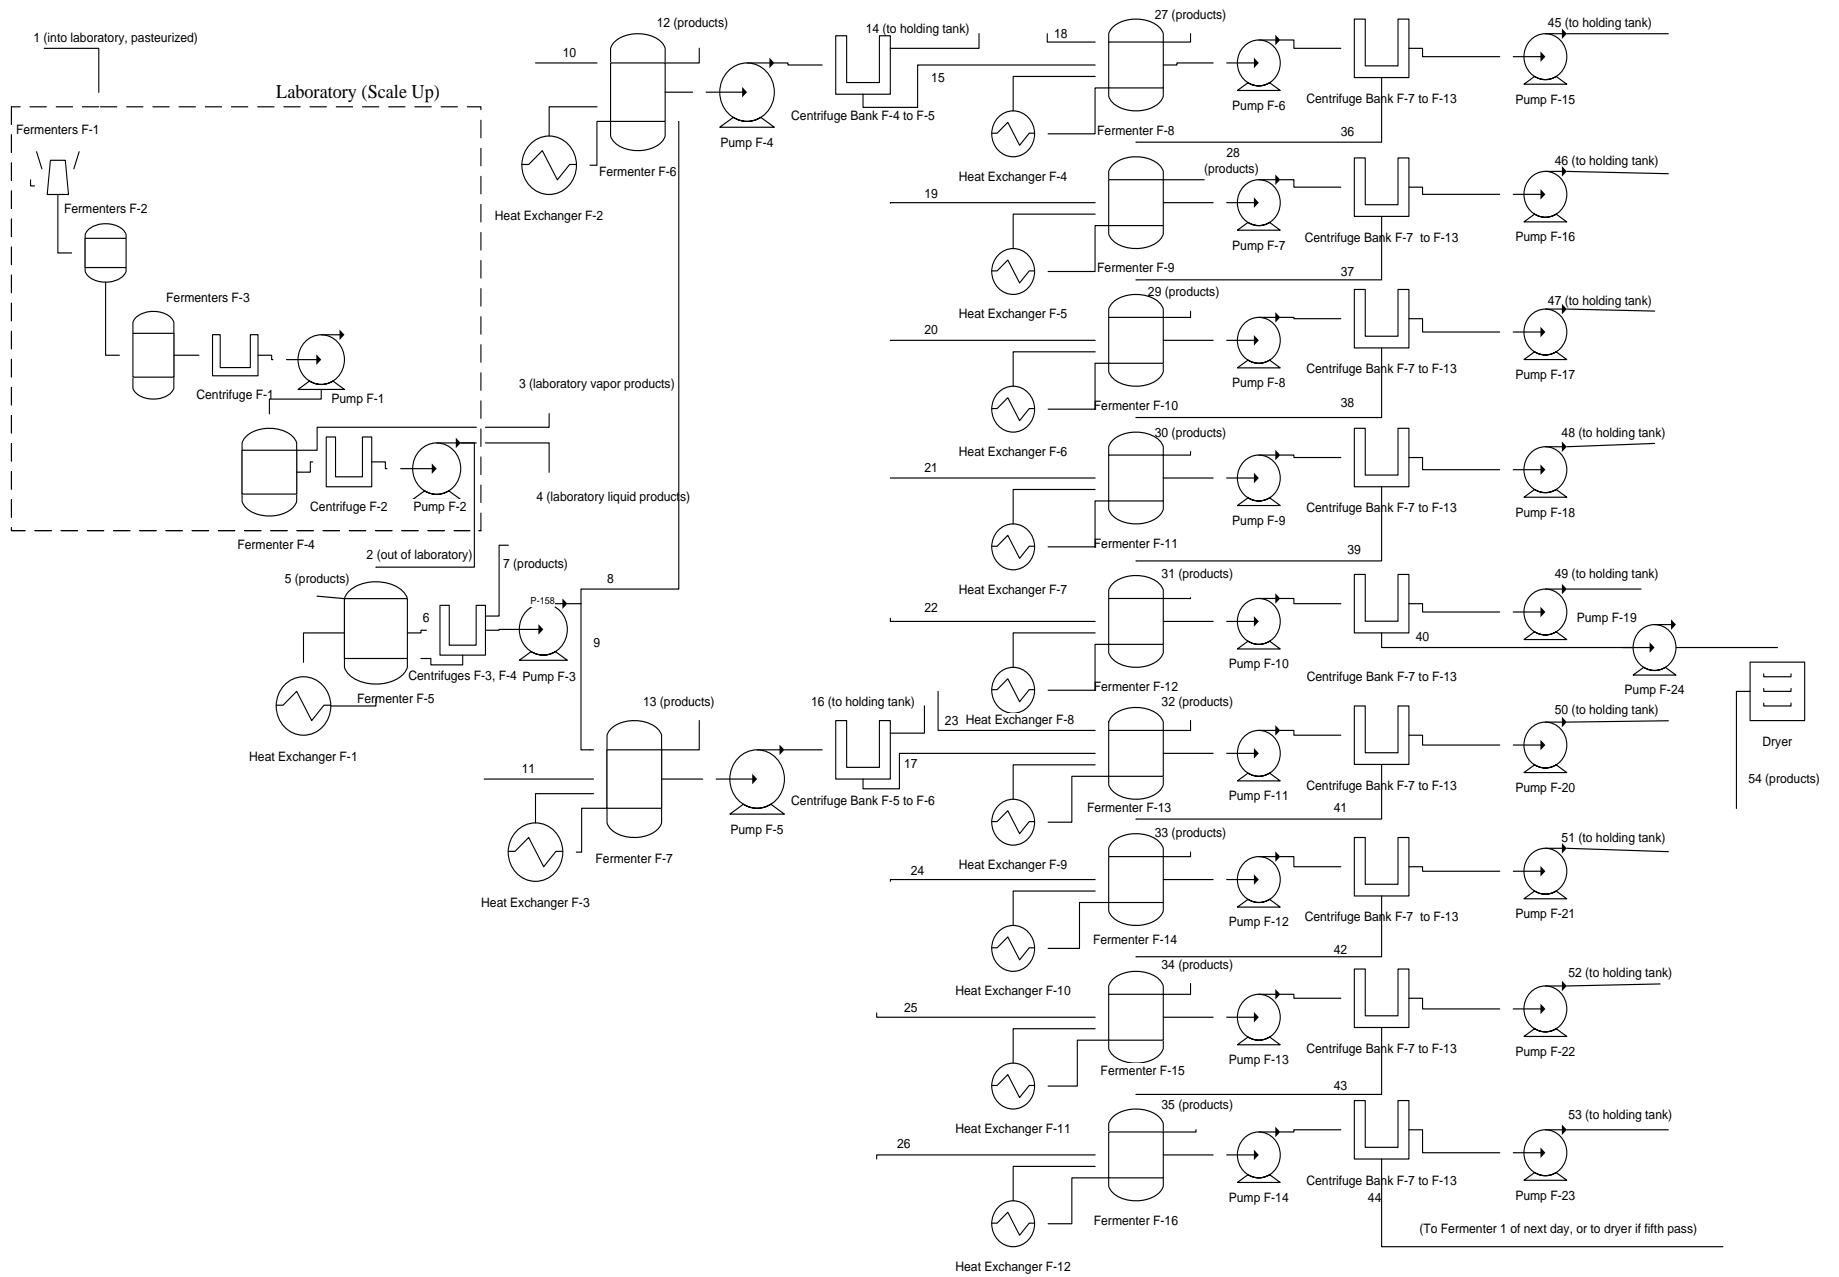 1 (into laboratory, pasteurized)
Laboratory (Scale Up)
Fermenters F-1
Fermenters F-2
Fermenters F-3
Centrifuge F-1
Pump F-1
3 (laboratory vapor products)
4 (laboratory liquid products)
Centrifuge F-2
Pump F-2
Fermenter F-4
2 (out of laboratory)
5 (products)
7 (products)
6
P-158
Centrifuges F-3, F-4
Pump F-3
Fermenter F-5
Heat Exchanger F-1
8
9
10
12 (products)
Fermenter F-6
Heat Exchanger F-2
Pump F-4
14 (to holding tank)
15
Centrifuge Bank F-4 to F-5
11
13 (products)
Fermenter F-7
Heat Exchanger F-3
Pump F-5
16 (to holding tank)
17
Centrifuge Bank F-5 to F-6
18
27 (products)
Fermenter F-8
Heat Exchanger F-4
Pump F-6
Centrifuge Bank F-7 to F-13
36
45 (to holding tank)
Pump F-15
19
28
(products)
Fermenter F-9
Heat Exchanger F-5
Pump F-7
Centrifuge Bank F-7 to F-13
37
46 (to holding tank)
Pump F-16
20
29 (products)
Fermenter F-10
Heat Exchanger F-6
Pump F-8
Centrifuge Bank F-7 to F-13
38
47 (to holding tank)
Pump F-17
21
30 (products)
Fermenter F-11
Heat Exchanger F-7
Pump F-9
Centrifuge Bank F-7 to F-13
39
48 (to holding tank)
Pump F-18
22
31 (products)
Fermenter F-12
Heat Exchanger F-8
Pump F-10
Centrifuge Bank F-7 to F-13
40
49 (to holding tank)
Pump F-19
Pump F-24
Dryer
54 (products)
23
32 (products)
Fermenter F-13
Heat Exchanger F-9
Pump F-11
Centrifuge Bank F-7 to F-13
41
50 (to holding tank)
Pump F-20
24
33 (products)
Fermenter F-14
Heat Exchanger F-10
Pump F-12
Centrifuge Bank F-7 to F-13
42
51 (to holding tank)
Pump F-21
25
34 (products)
Fermenter F-15
Heat Exchanger F-11
Pump F-13
Centrifuge Bank F-7 to F-13
43
52 (to holding tank)
Pump F-22
26
35 (products)
Fermenter F-16
Heat Exchanger F-12
Pump F-14
Centrifuge Bank F-7 to F-13
44
53 (to holding tank)
Pump F-23
(To Fermenter 1 of next day, or to dryer if fifth pass)